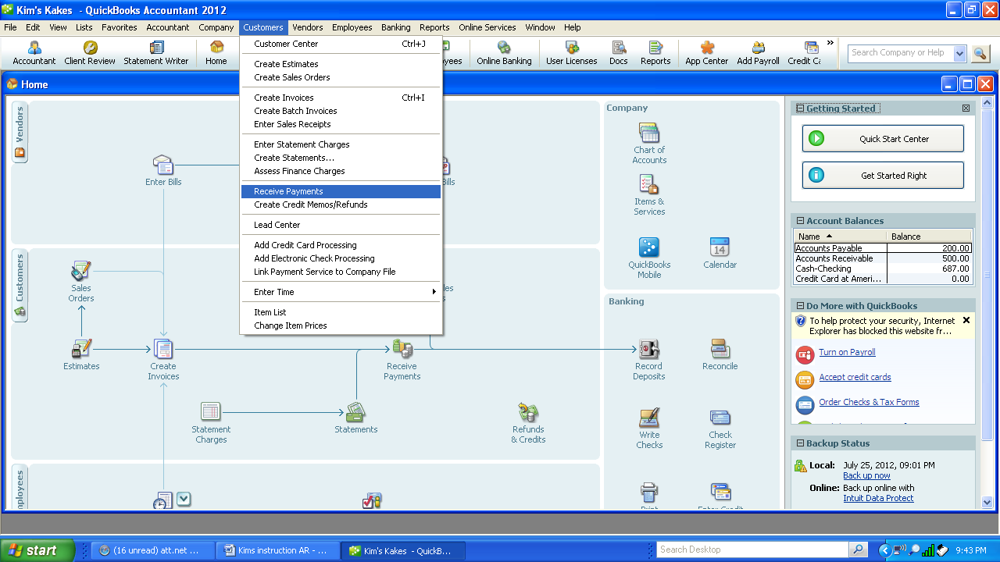 Kim's Kakes - QuickBooks Accountant 2012
File Edit View Lists Favorites Accountant Company Customers Vendors Employees Banking Reports Online Services Window Help
Accountant Client Review Statement Writer Home Online Banking User Licenses Docs Reports App Center Add Payroll Credit Ca
Search Company or Help
Home
Customer Center Ctrl+J
Create Estimates
Create Sales Orders
Create Invoices Ctrl+I
Create Batch Invoices
Enter Sales Receipts
Enter Statement Charges
Create Statements...
Assess Finance Charges
Receive Payments
Create Credit Memos/Refunds
Lead Center
Add Credit Card Processing
Add Electronic Check Processing
Link Payment Service to Company File
Enter Time
Item List
Change Item Prices
Vendors
Enter Bills
Bills
Customers
Sales
Orders
Estimates
Create
Invoices
Receive
Payments
Statement
Charges
Statements
Refunds
& Credits
Company
Chart of
Accounts
Items &
Services
QuickBooks
Mobile
14
Calendar
Banking
Record
Deposits
Reconcile
Write
Checks
Check
Register
Print
Enter Credit
Getting Started
Quick Start Center
Get Started Right
Account Balances
Name Balance
Accounts Payable 200.00
Accounts Receivable 500.00
Cash-Checking 687.00
Credit Card at Ameri... 0.00
Do More with QuickBooks
To help protect your security, Internet
Explorer has blocked this website fr...
Turn on Payroll
Accept credit cards
Order Checks & Tax Forms
Backup Status
Local: July 25, 2012, 09:01 PM
Back up now
Online: Back up online with
Intuit Data Protect
start
(16 unread) att.net ...
Kims instruction AR - ...
Kim's Kakes - QuickB...
Search Desktop
9:43 PM